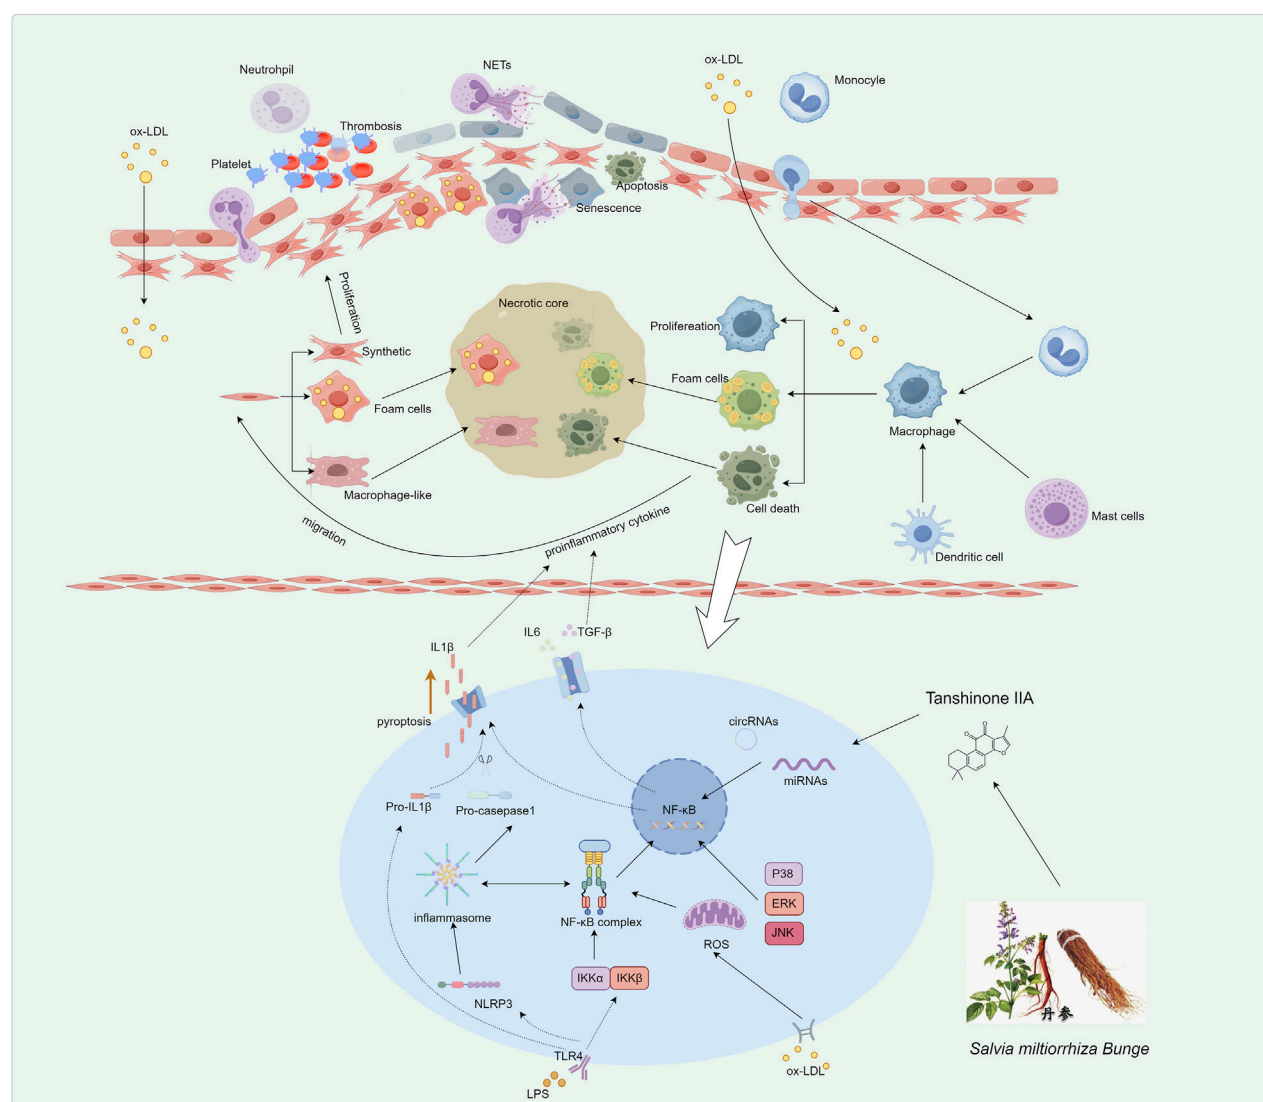 NETs
ox-LDL
Neutrohpil
Monocyle
Thrombosis
ox-LDL
Platelet
Apoptosis
Senescence
Proliferation
Necrotic core
Prolifereation
Synthetic
Foam cells
Foam cells
Macrophage
Macrophage-like
Cell death
Mast cells
migration
proinflammatory cytokine
Dendritic cell
IL6
TGF-β
IL1β
Tanshinone IIA
pyroptosis
circRNAs
O
O
O
miRNAs
Pro-IL1β
Pro-casepase1
NF-κB
P38
ERK
inflammasome
NF-κB complex
JNK
ROS
IKKα
IKKβ
NLRP3
丹参
TLR4
Salvia miltiorrhiza Bunge
ox-LDL
LPS